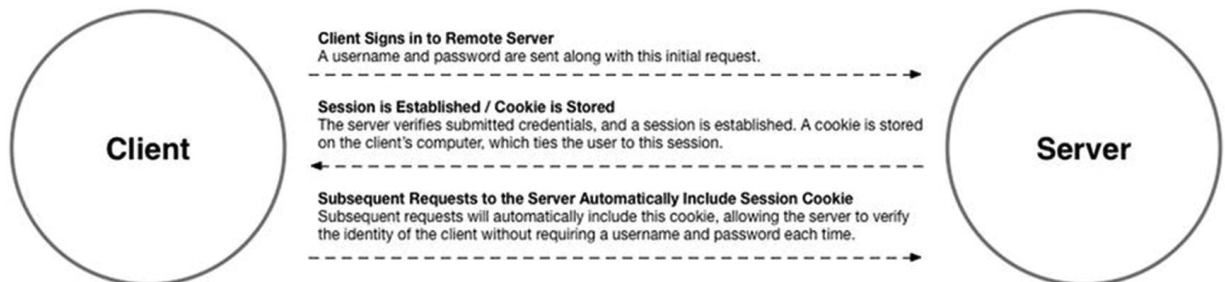 Client Signs in to Remote Server
A username and password are sent along with this initial request.
Session is Established / Cookie is Stored
The server verifies submitted credentials, and a session is established. A cookie is stored
on the client's computer, which ties the user to this session.
Client
Server
Subsequent Requests to the Server Automatically Include Session Cookie
Subsequent requests will automatically include this cookie, allowing the server to verify
the identity of the client without requiring a username and password each time.